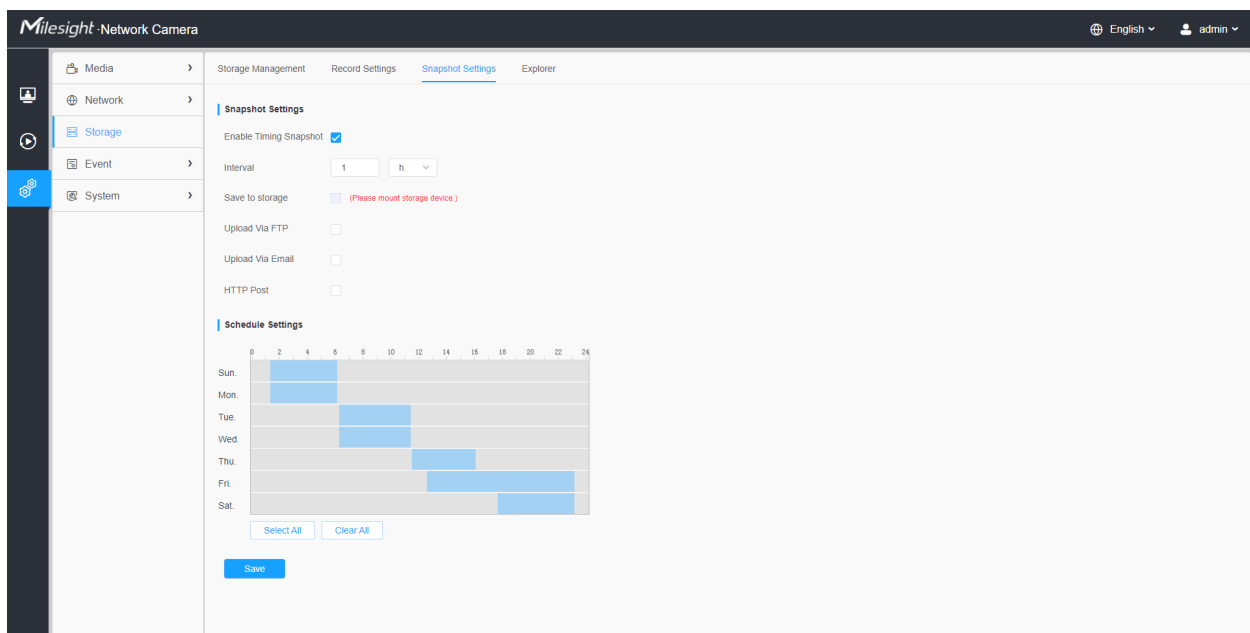 Milesight ·Network Camera English admin
Media
Network
Storage
Event
System
Storage Management Record Settings Snapshot Settings Explorer
Snapshot Settings
Enable Timing Snapshot
Interval 1 h
Save to storage (Please mount storage device.)
Upload Via FTP
Upload Via Email
HTTP Post
Schedule Settings
0 2 4 6 8 10 12 14 16 18 20 22 24
Sun.
Mon.
Tue.
Wed.
Thu.
Fri.
Sat.
Select All Clear All
Save